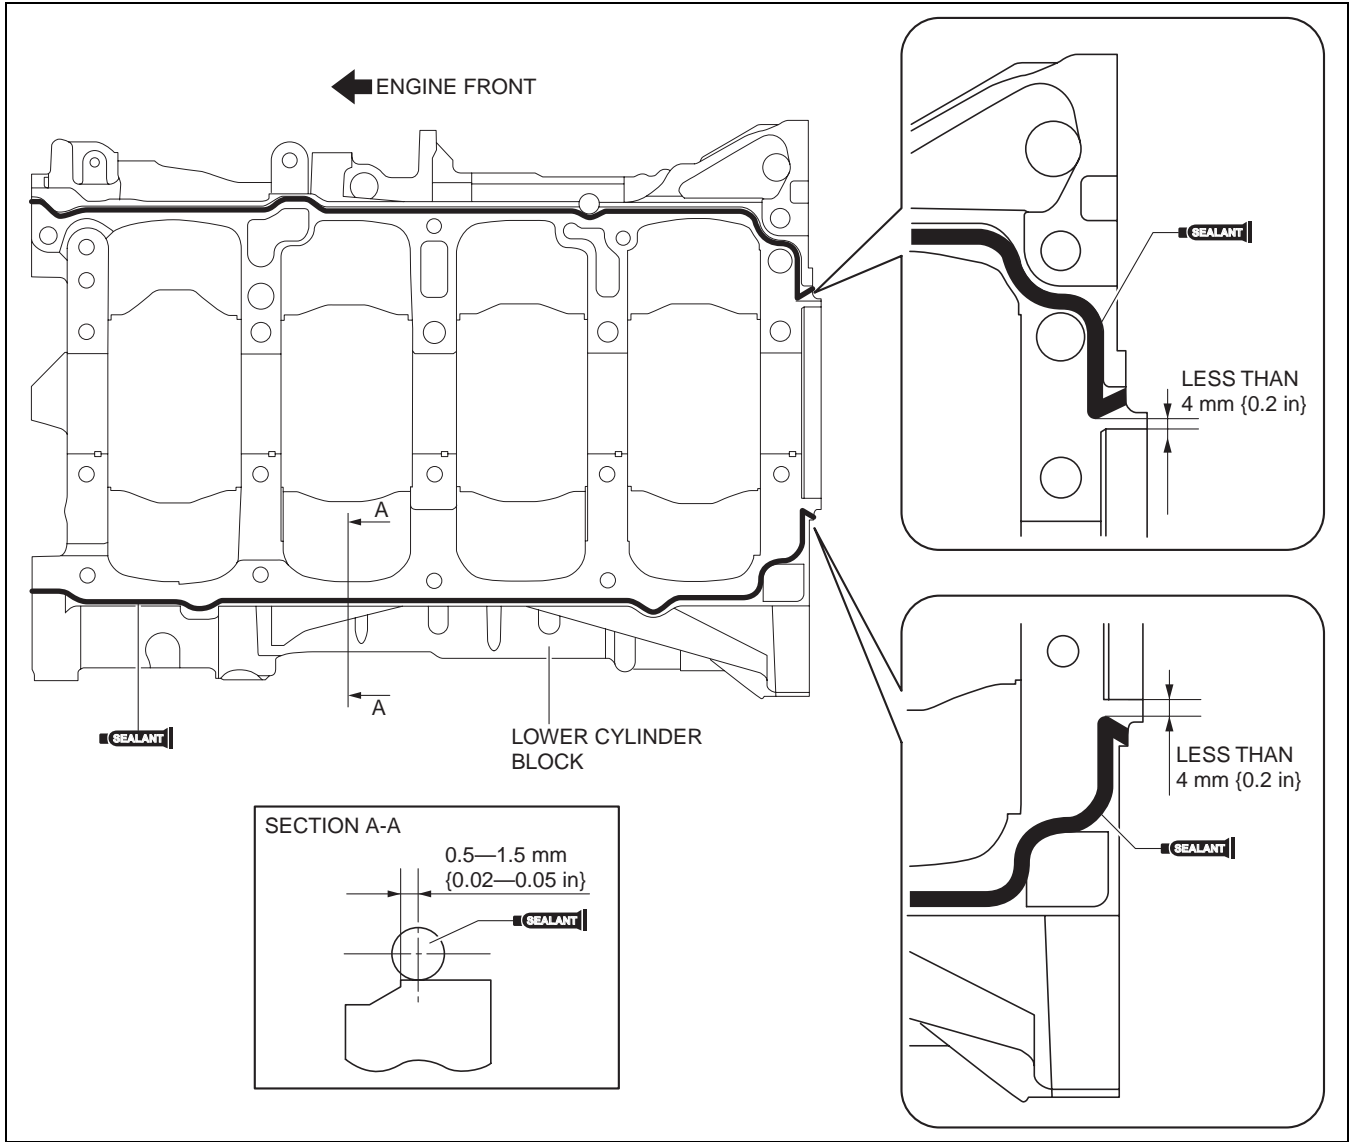 ENGINE FRONT
SEALANT
LESS THAN
4 mm {0.2 in}
A
A
SEALANT
LOWER CYLINDER
BLOCK
LESS THAN
4 mm {0.2 in}
SEALANT
SECTION A-A
0.5—1.5 mm
{0.02—0.05 in}
SEALANT